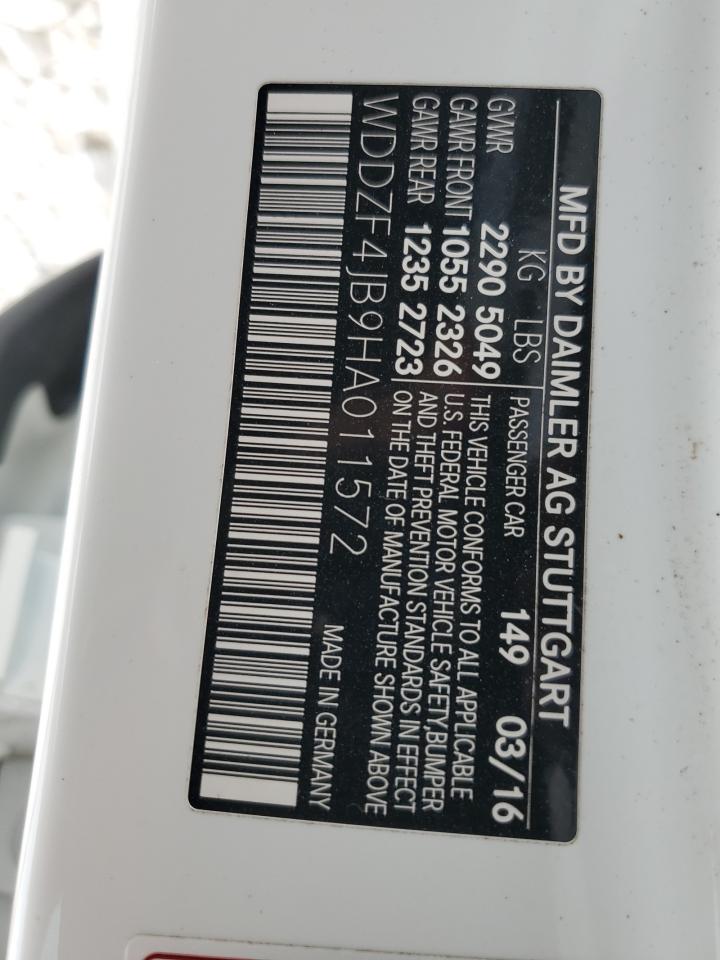 MFD BY DAIMLER AG STUTTGART
KG LBS PASSENGER CAR 149 03/16
GVWR 2290 5049 THIS VEHICLE CONFORMS TO ALL APPLICABLE
GAWR FRONT 1055 2326 U.S. FEDERAL MOTOR VEHICLE SAFETY, BUMPER
GAWR REAR 1235 2723 AND THEFT PREVENTION STANDARDS IN EFFECT
ON THE DATE OF MANUFACTURE SHOWN ABOVE
WDDZF4JB9HA011572 MADE IN GERMANY